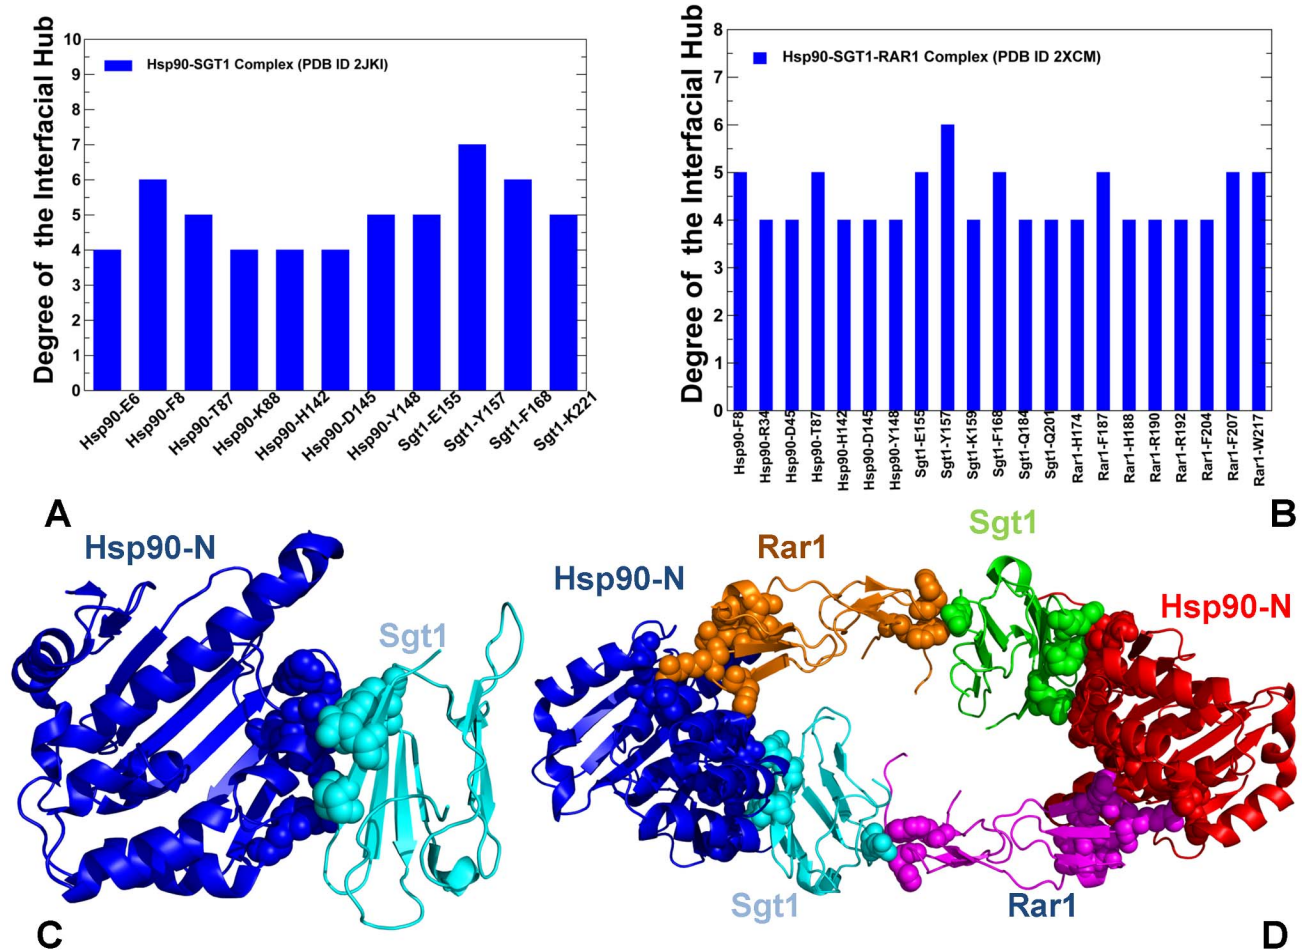 Degree of the Interfacial Hub
10
9
8
7
6
5
4
3
2
1
0
Hsp90-SGT1 Complex (PDB ID 2JKI)
Hsp90-E6
Hsp90-F8
Hsp90-T87
Hsp90-K88
Hsp90-H142
Hsp90-D145
Hsp90-Y148
Sgt1-E155
Sgt1-Y157
Sgt1-F168
Sgt1-K221
A
Degree of the Interfacial Hub
8
7
6
5
4
3
2
1
0
Hsp90-SGT1-RAR1 Complex (PDB ID 2XCM)
Hsp90-F8
Hsp90-R34
Hsp90-D45
Hsp90-T87
Hsp90-H142
Hsp90-D145
Hsp90-Y148
Sgt1-E155
Sgt1-Y157
Sgt1-K159
Sgt1-F168
Sgt1-Q184
Sgt1-Q201
Rar1-H174
Rar1-F187
Rar1-H188
Rar1-R190
Rar1-R192
Rar1-F204
Rar1-F207
Rar1-W217
B
Hsp90-N
Sgt1
C
Hsp90-N
Rar1
Sgt1
Hsp90-N
Sgt1
Rar1
D